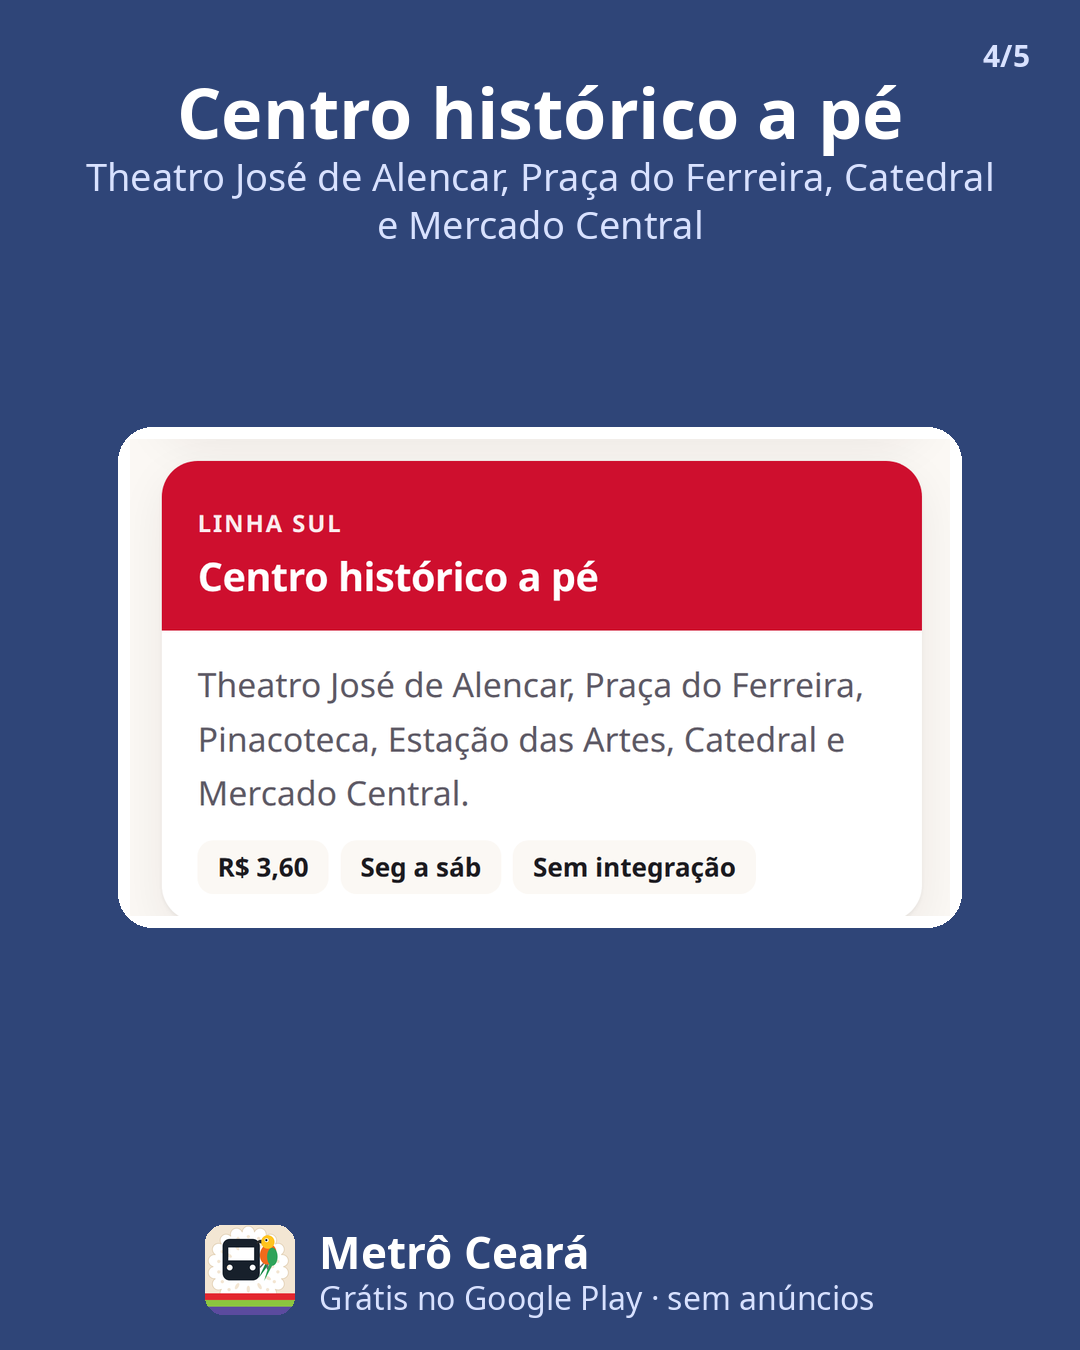 4/5
Centro histórico a pé
Theatro José de Alencar, Praça do Ferreira, Catedral
e Mercado Central
LINHA SUL
Centro histórico a pé
Theatro José de Alencar, Praça do Ferreira,
Pinacoteca, Estação das Artes, Catedral e
Mercado Central.
R$ 3,60 Seg a sáb Sem integração
Metrô Ceará
Grátis no Google Play · sem anúncios